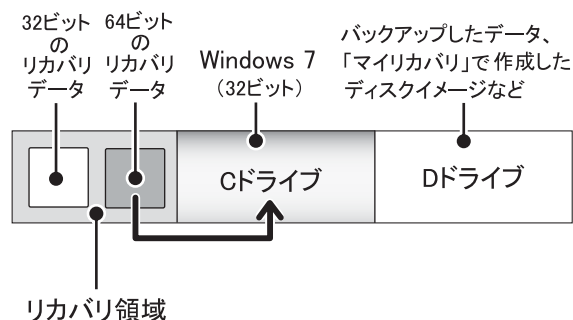 32ビット
の
リカバリ
データ
64ビット
の
リカバリ
データ
Windows 7
(32ビット)
バックアップしたデータ、
「マイリカバリ」で作成した
ディスクイメージなど
Cドライブ
Dドライブ
リカバリ領域